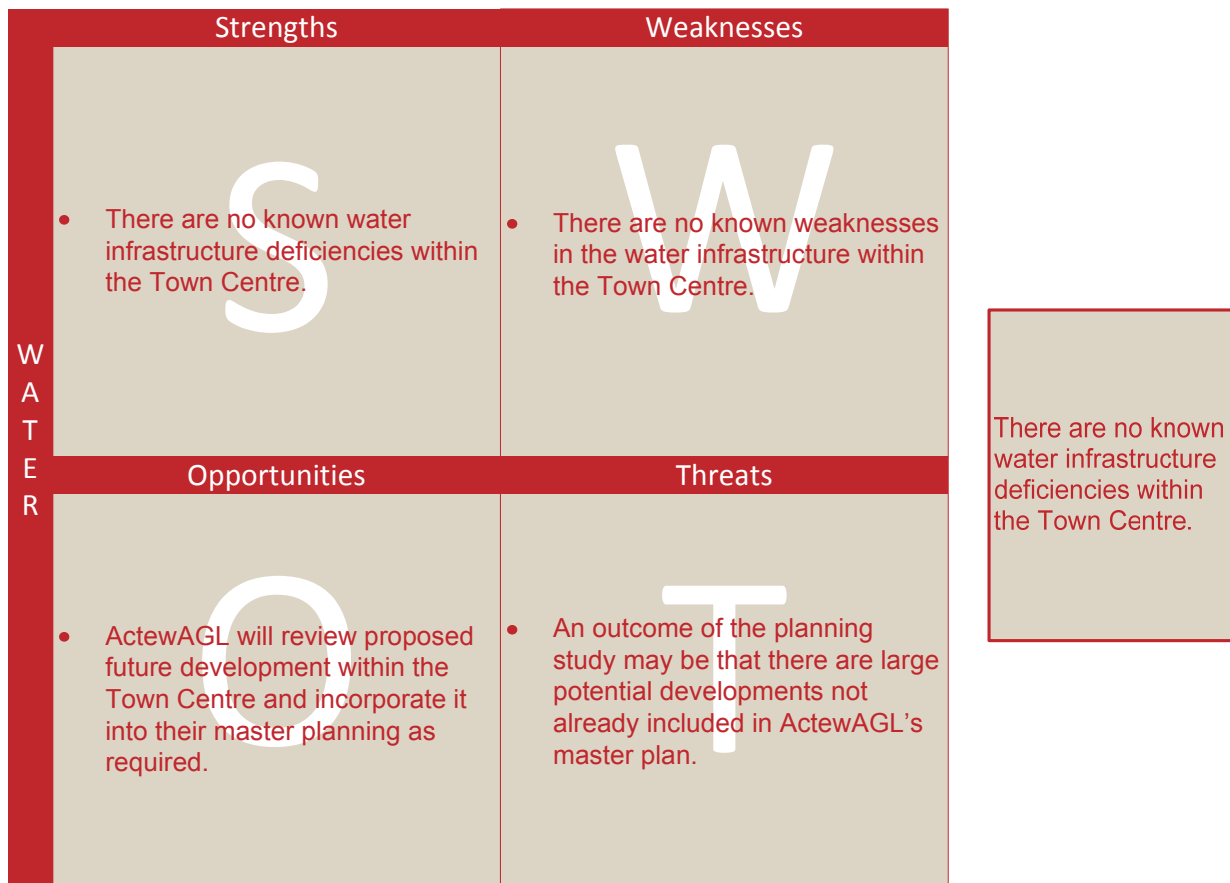 WATER
Strengths
S
• There are no known water
infrastructure deficiencies within
the Town Centre.
Weaknesses
W
• There are no known weaknesses
in the water infrastructure within
the Town Centre.
Opportunities
O
• ActewAGL will review proposed
future development within the
Town Centre and incorporate it
into their master planning as
required.
Threats
T
• An outcome of the planning
study may be that there are large
potential developments not
already included in ActewAGL’s
master plan.
There are no known
water infrastructure
deficiencies within
the Town Centre.